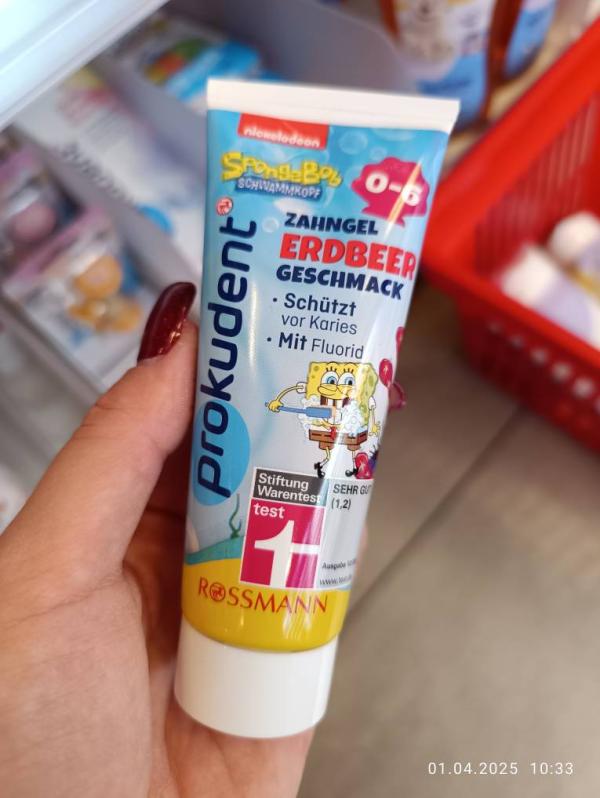 nickelodeon
SpongeBob
SCHWAMMKOPF
0-6
prokudent
ZAHNGEL
ERDBEER
GESCHMACK
• Schützt
vor Karies
• Mit Fluorid
Stiftung
Warentest
SEHR GUT
(1,2)
test
1-
Ausgabe
ROSSMANN
01.04.2025 10:33